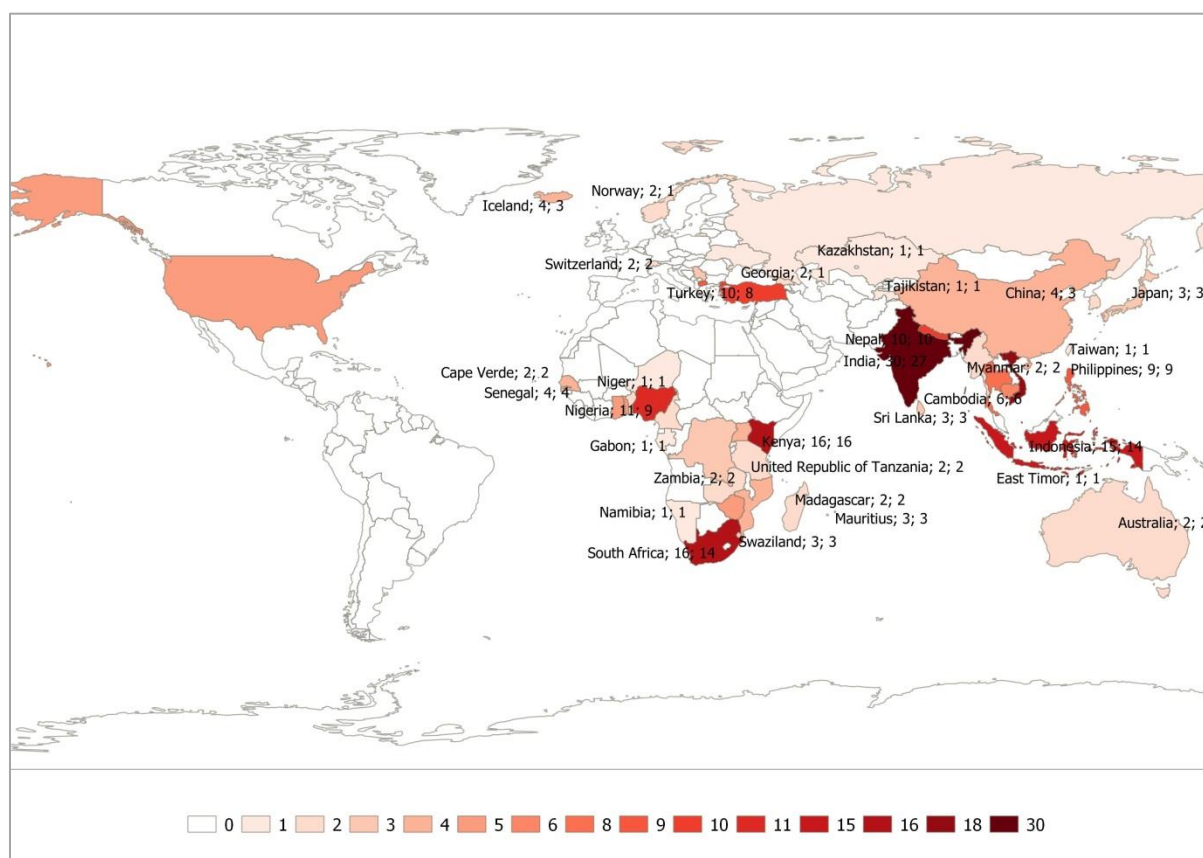 Norway; 2; 1
Iceland; 4; 3
Kazakhstan; 1; 1
Switzerland; 2; 2
Georgia; 2; 1
Tajikistan; 1; 1
China; 4; 3
Japan; 3; 3
Turkey; 10; 8
Nepal; 10; 10
Taiwan; 1; 1
India; 30; 27
Myanmar; 2; 2
Philippines; 9; 9
Cape Verde; 2; 2
Niger; 1; 1
Senegal; 4; 4
Cambodia; 6; 6
Nigeria; 11; 9
Sri Lanka; 3; 3
Gabon; 1; 1
Kenya; 16; 16
Indonesia; 15; 14
United Republic of Tanzania; 2; 2
Zambia; 2; 2
East Timor; 1; 1
Madagascar; 2; 2
Namibia; 1; 1
Mauritius; 3; 3
Australia; 2; 2
Swaziland; 3; 3
South Africa; 16; 14
0 1 2 3 4 5 6 8 9 10 11 15 16 18 30